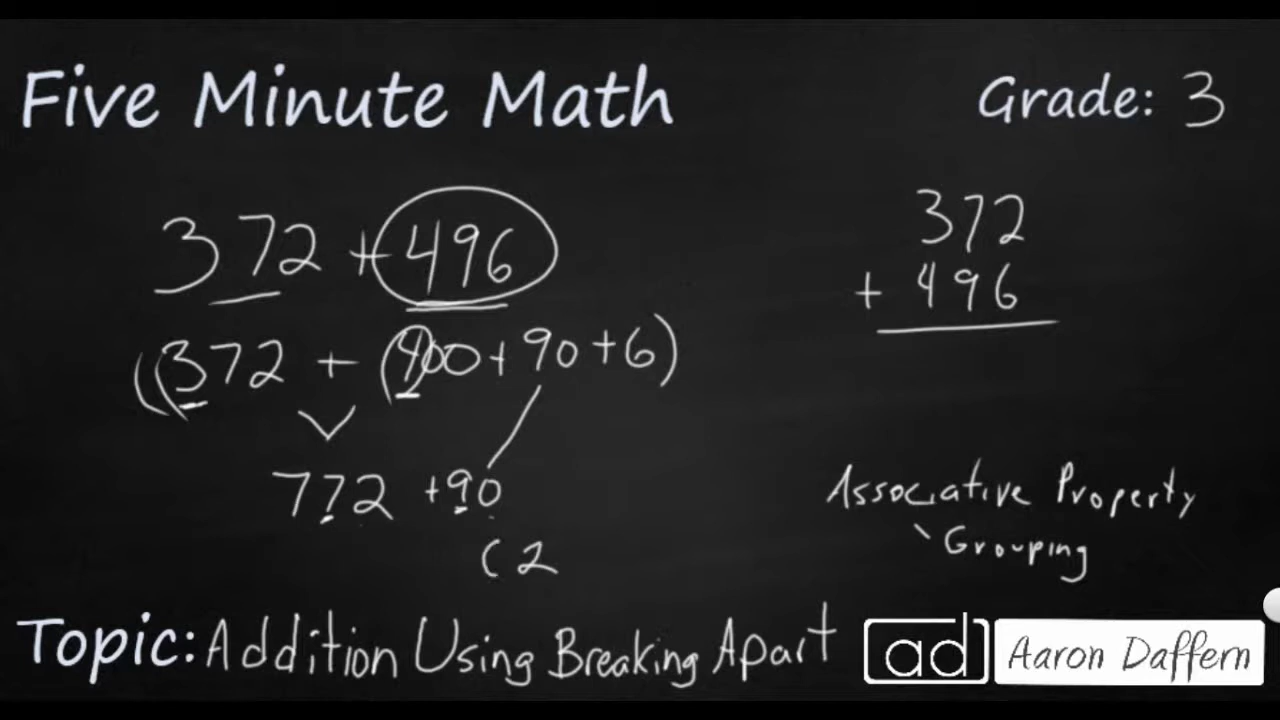 Five Minute Math
Grade: 3
372 + 496
372
+ 496
((372 + (400 + 90 + 6)
772 + 90
(2
Associative Property
Grouping
Topic: Addition Using Breaking Apart
ad Aaron Daffern